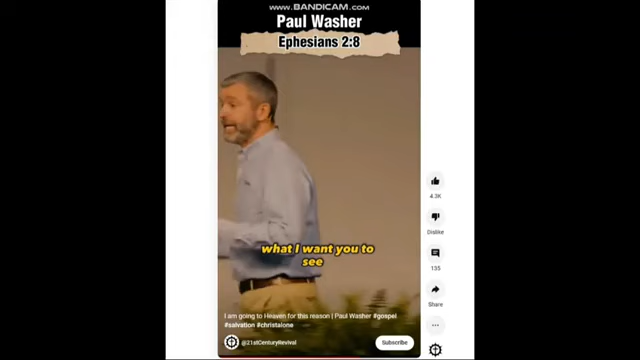 WWW.BANDICAM.COM
Paul Washer
Ephesians 2:8
what I want you to
see
4.3K
Dislike
135
Share
I am going to Heaven for this reason | Paul Washer #gospel
#salvation #christalone
@21stCenturyRevival
Subscribe